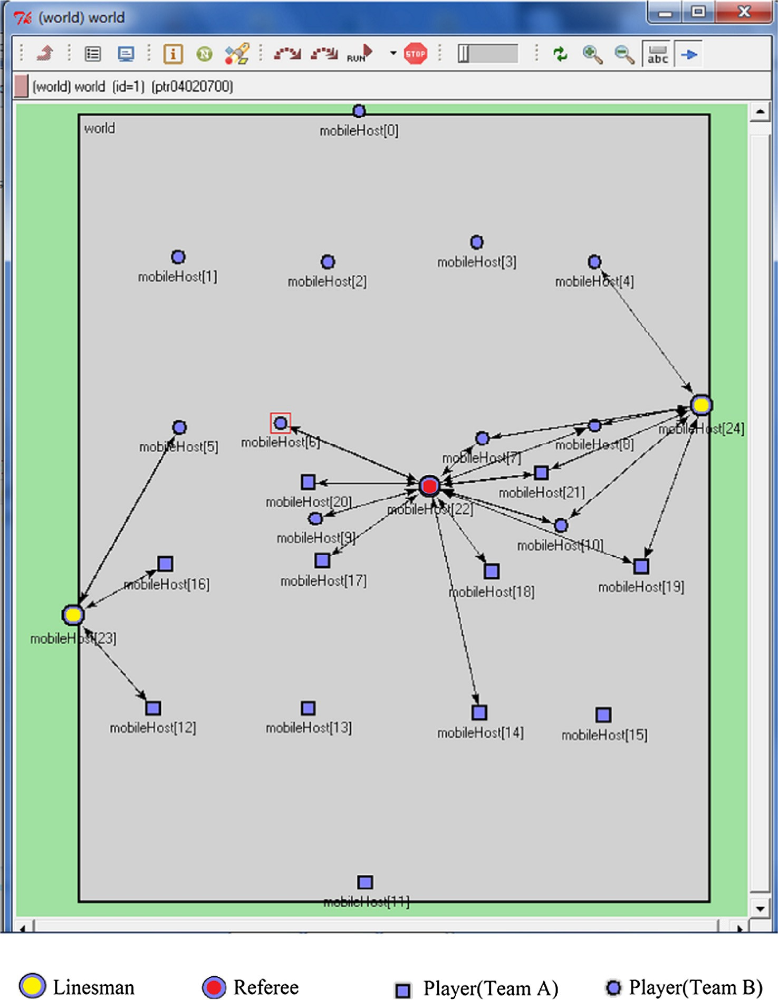 (world) world
RUN
STOP
abc
(world) world (id=1) (ptr04020700)
world
mobileHost[0]
mobileHost[3]
mobileHost[1]
mobileHost[2]
mobileHost[4]
mobileHost[24]
mobileHost[6]
mobileHost[5]
mobileHost[8]
mobileHost[7]
mobileHost[21]
mobileHost[20]
mobileHost[22]
mobileHost[9]
mobileHost[10]
mobileHost[17]
mobileHost[16]
mobileHost[19]
mobileHost[18]
mobileHost[23]
mobileHost[12]
mobileHost[13]
mobileHost[14]
mobileHost[15]
mobileHost[11]
Linesman
Referee
Player(Team A)
Player(Team B)